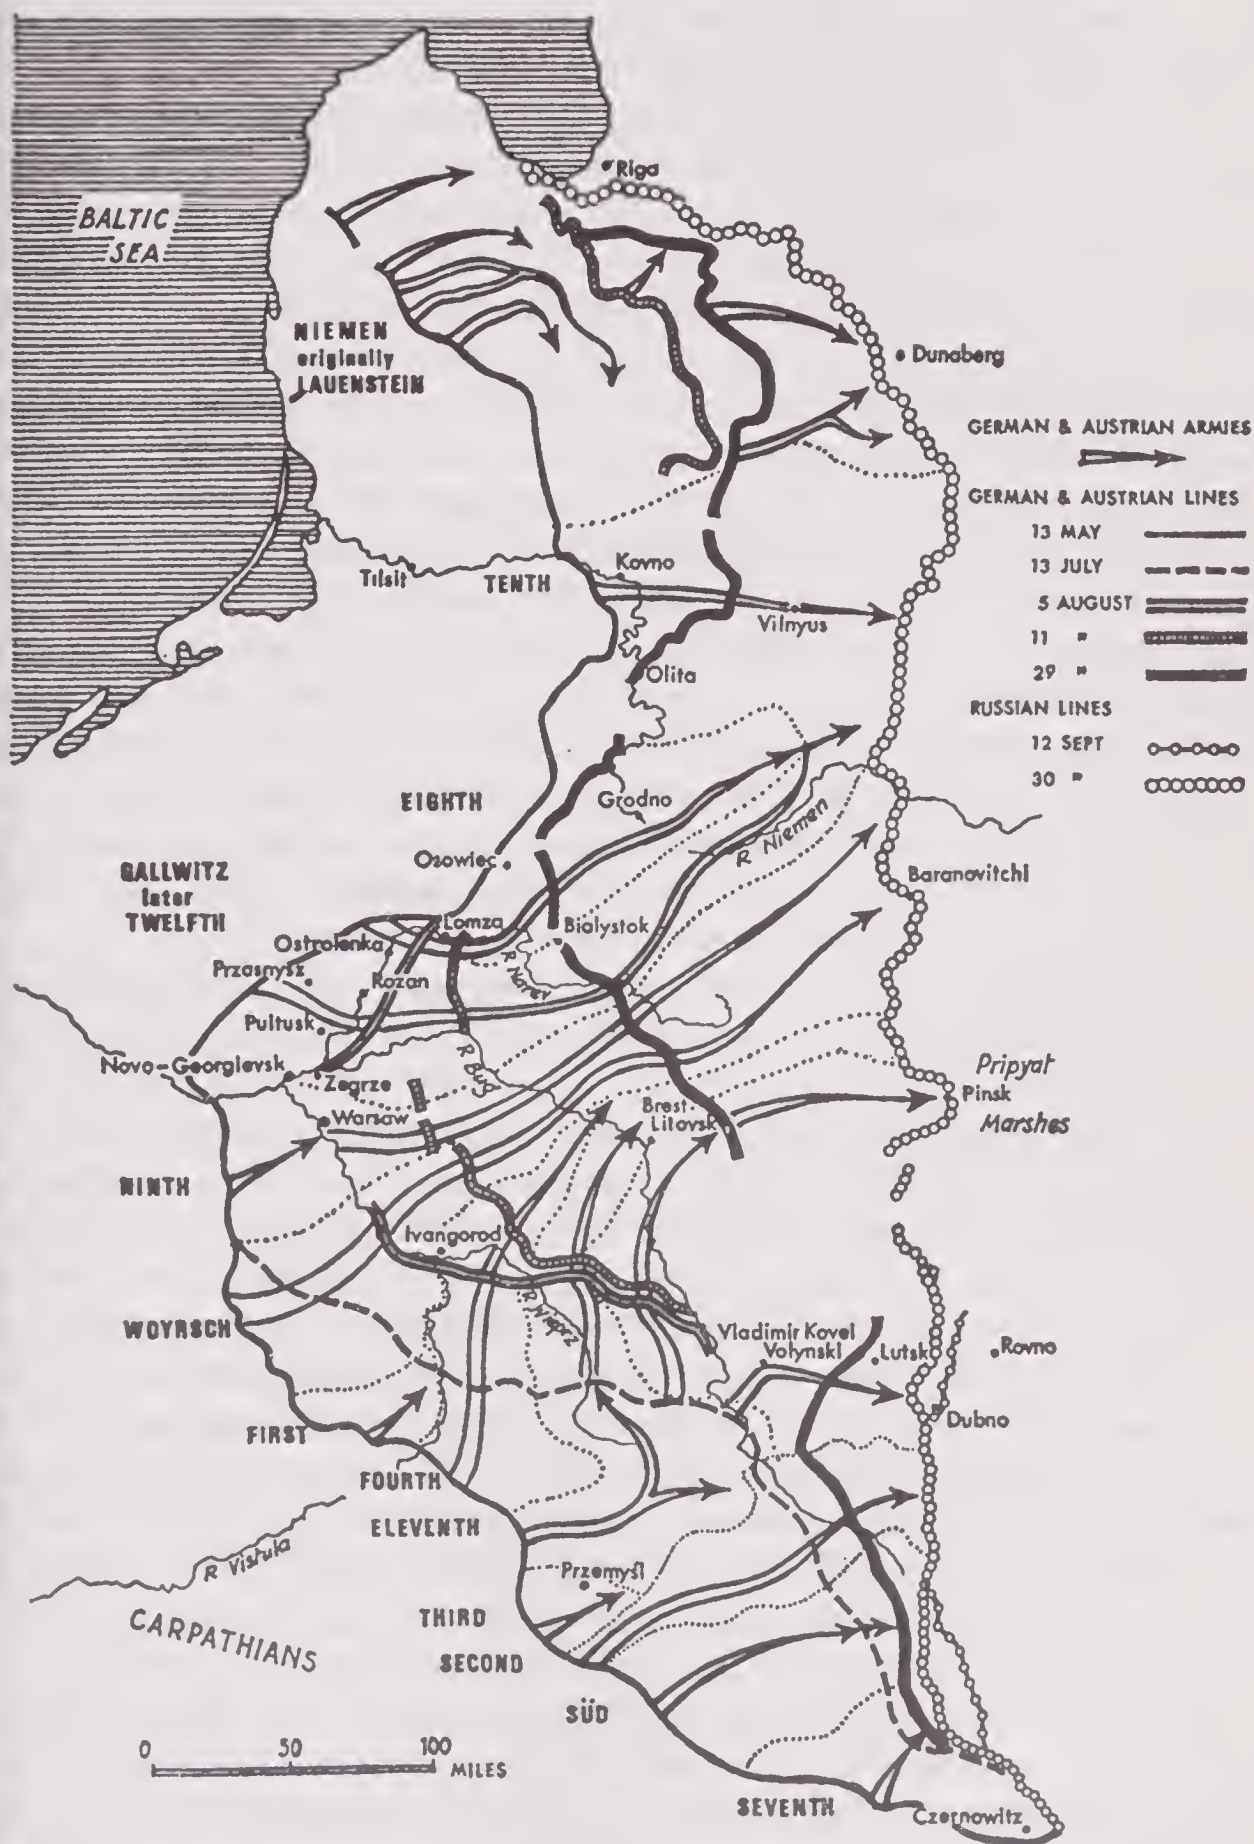 Riga
BALTIC
SEA
NIEMEN
originally
LAUENSTEIN
Dunaberg
GERMAN & AUSTRIAN ARMIES
GERMAN & AUSTRIAN LINES
13 MAY
13 JULY
5 AUGUST
11 "
29 "
RUSSIAN LINES
12 SEPT
30 "
Tilsit
TENTH
Kovno
Vilnyus
Olita
EIGHTH
Grodno
R Niemen
Osowiec
Baranovitchi
GALLWITZ
later
TWELFTH
Lomza
Bialystok
Ostrolenka
Przasnysz
Rozan
R Narev
Pultusk
Novo-Georgievsk
Zegrze
R Bug
Warsaw
Brest
Litovsk
Pripyat
Pinsk
Marshes
NINTH
Ivangorod
R Wieprz
WOYRSCH
Vladimir Kovel
Volynski
Lutsk
Rovno
Dubno
FIRST
FOURTH
ELEVENTH
R Vistula
Przemyśl
CARPATHIANS
THIRD
SECOND
SÜD
0 50 100
MILES
SEVENTH
Czernowitz